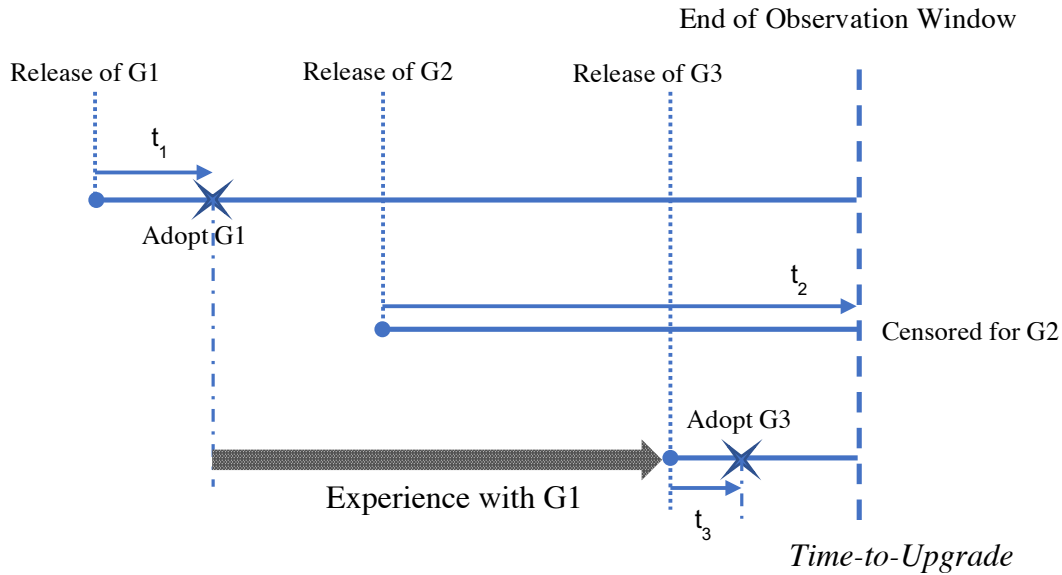 End of Observation Window
Release of G1
Release of G2
Release of G3
t1
Adopt G1
t2
Censored for G2
Adopt G3
Experience with G1
t3
Time-to-Upgrade